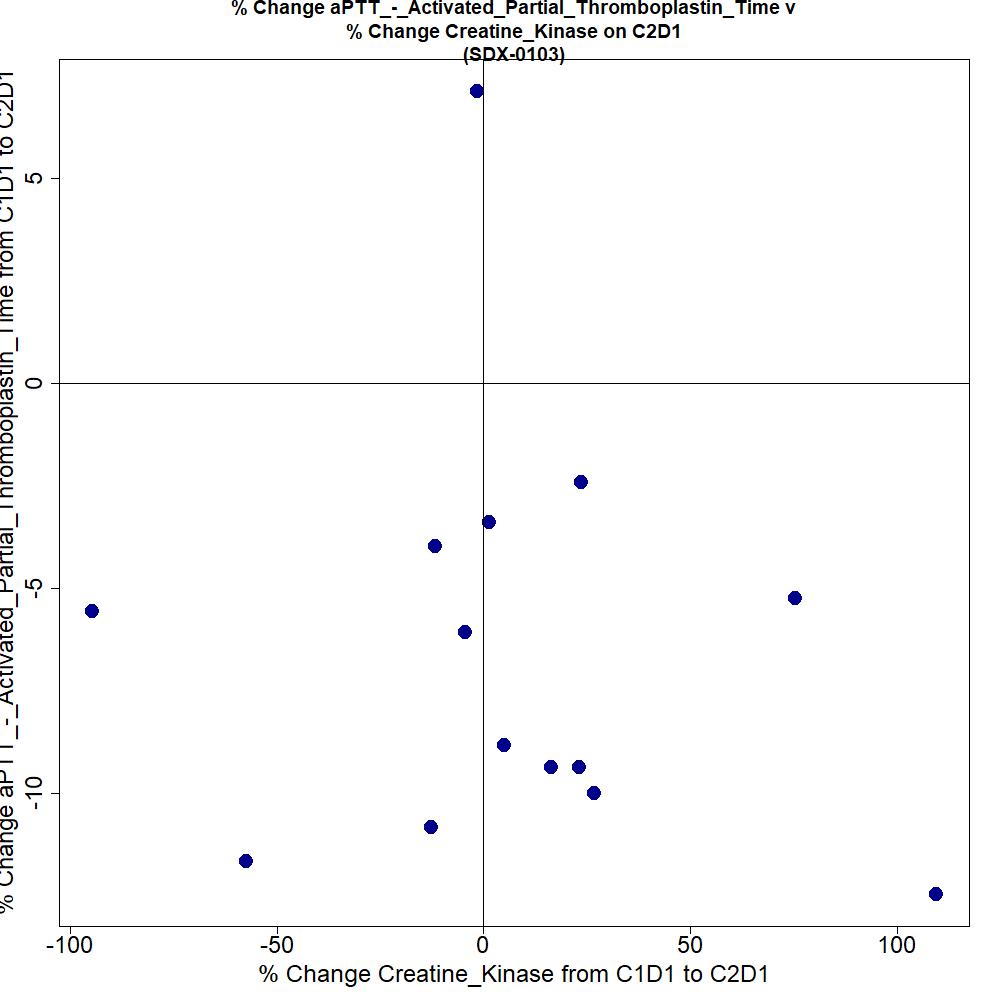 % Change aPTT_-_Activated_Partial_Thromboplastin_Time v
% Change Creatine_Kinase on C2D1
(SDX-0103)
% Change aPTT_-_Activated_Partial_Thromboplastin_Time from C1D1 to C2D1
5
0
-5
-10
-100
-50
0
50
100
% Change Creatine_Kinase from C1D1 to C2D1